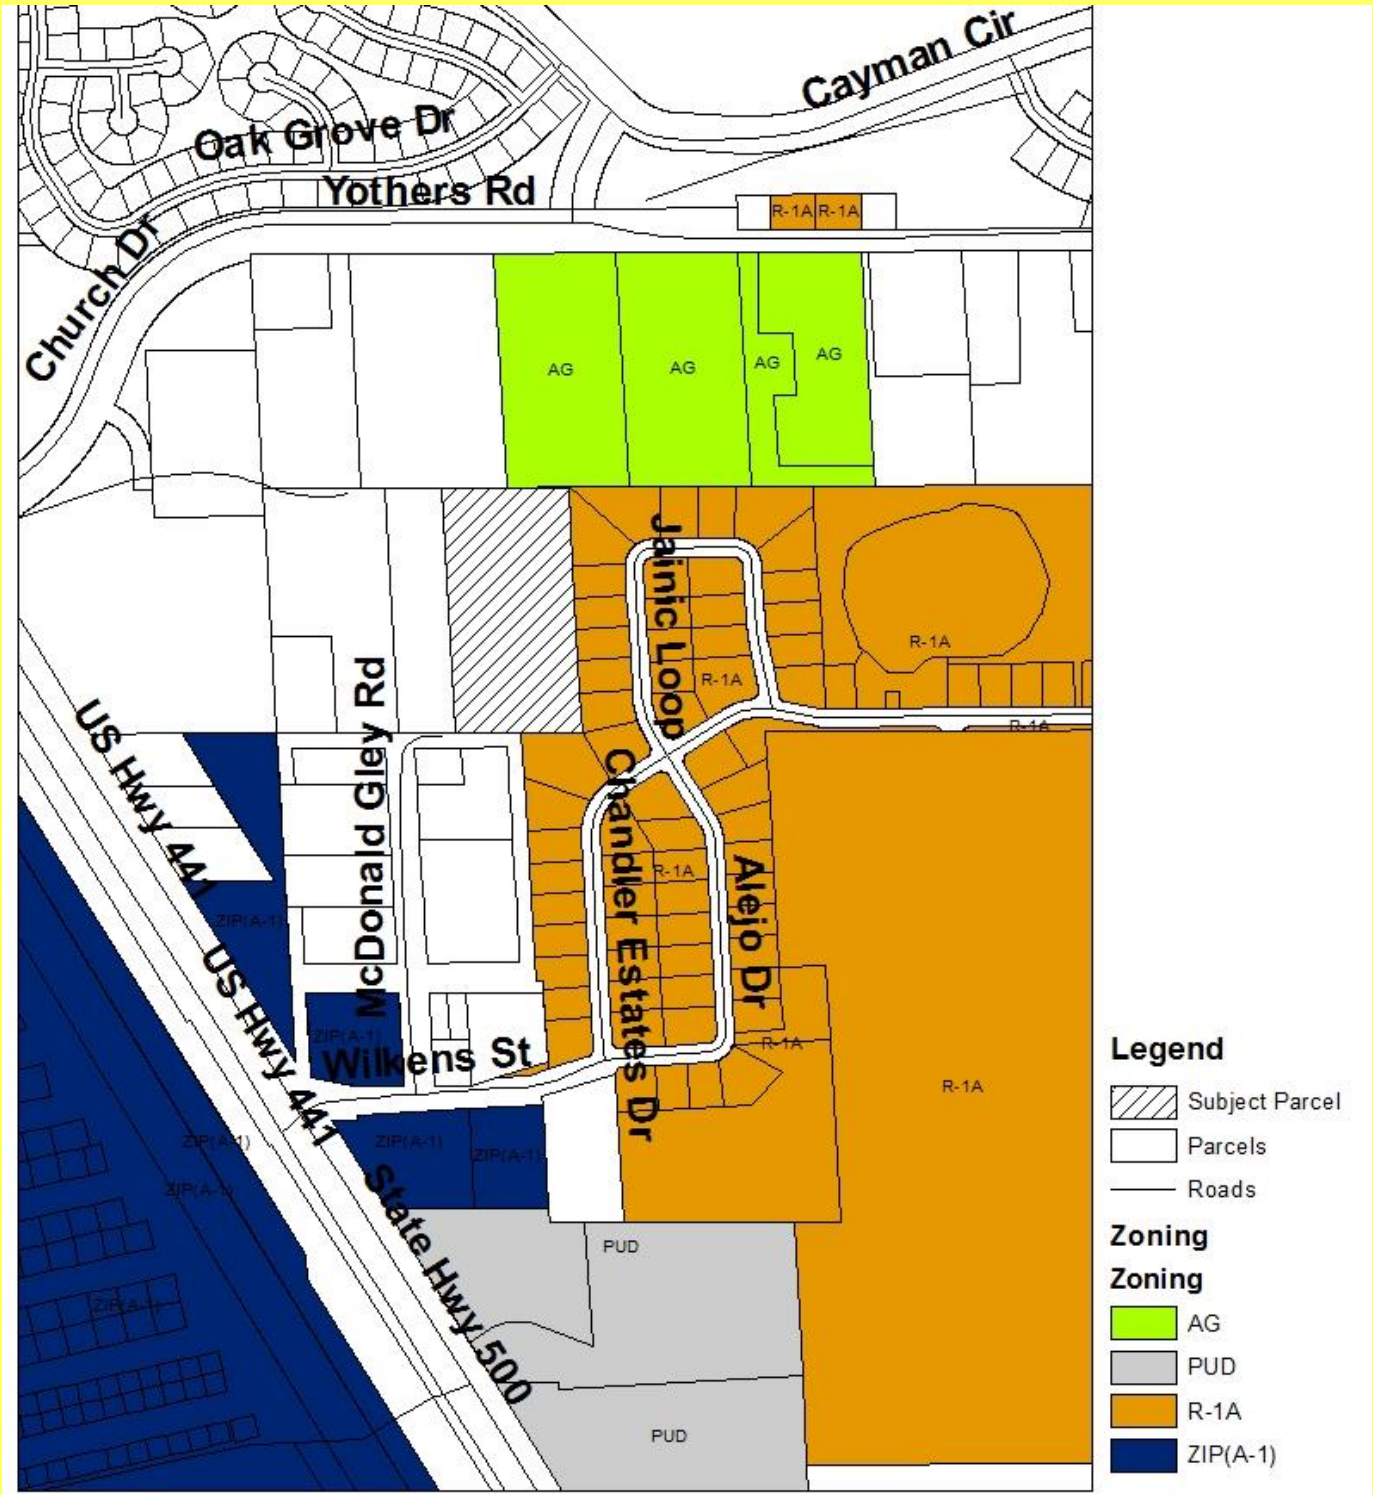 Cayman Cir
Oak Grove Dr
Yothers Rd
R-1A R-1A
Church Dr
AG
AG
AG
AG
Jainic Loop
R-1A
R-1A
R-1A
US Hwy 441
McDonald Gley Rd
Chandler Estates Dr
R-1A
Alejo Dr
ZIP(A-1)
US Hwy 441
ZIP(A-1)
Wilkens St
R-1A
R-1A
ZIP(A-1)
ZIP(A-1)
ZIP(A-1)
ZIP(A-1)
State Hwy 500
PUD
ZIP(A-1)
PUD
Legend
Subject Parcel
Parcels
Roads
Zoning
Zoning
AG
PUD
R-1A
ZIP(A-1)